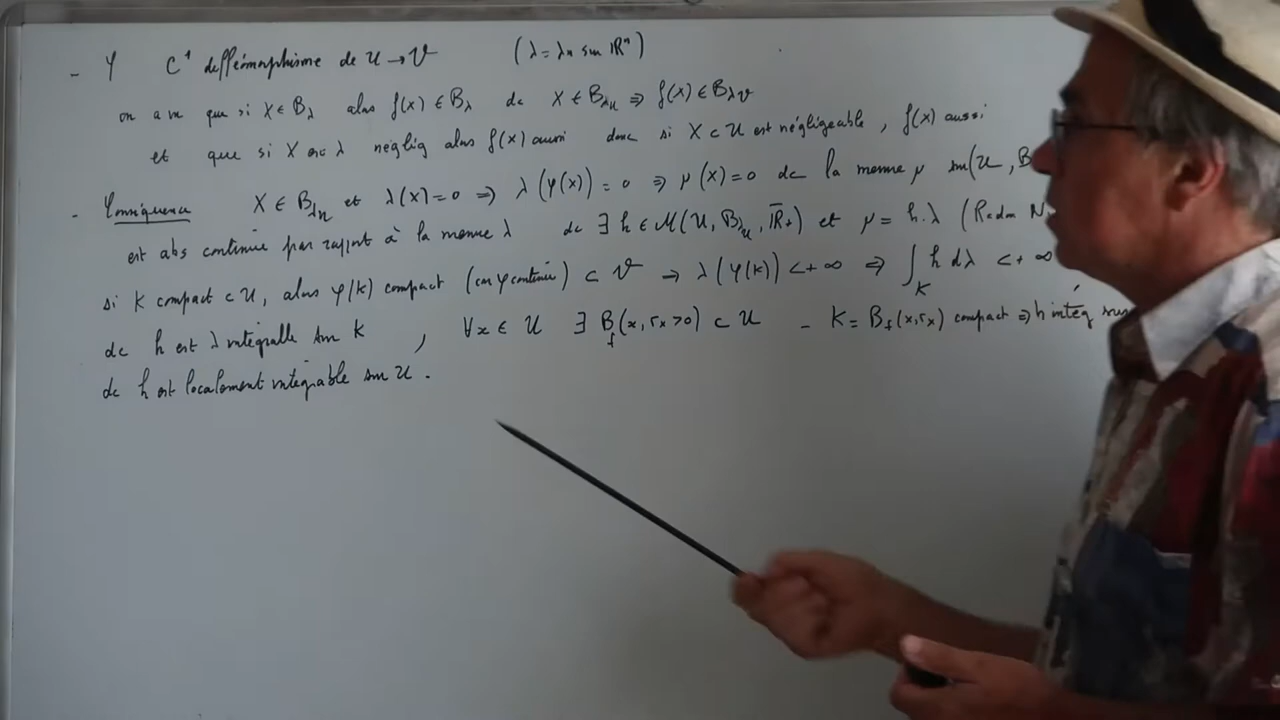 - φ C¹ difféomorphisme de U → V (λ = λn sur ℝⁿ)
on a vu que si X ∈ B_λ alors f(x) ∈ B_λ dc X ∈ B_λU ⇒ f(x) ∈ B_λV
et que si X est λ néglig alors f(x) aussi donc si X ⊂ U est négligeable, f(x) aussi
- Conséquence X ∈ B_λU et λ(x) = 0 ⇒ λ(φ(x)) = 0 ⇒ μ(x) = 0 dc la mesure μ sur (U, B
est abs continue par rapport à la mesure λ dc ∃ h ∈ M(U, B_λU, ℝ̄+) et μ = h.λ (Radon N
si K compact ⊂ U, alors φ(K) compact (car φ continue) ⊂ V → λ(φ(K)) < +∞ ⇒ ∫_K h dλ < +∞
dc h est λ intégrable sur K , ∀x ∈ U ∃ B_f(x, rx > 0) ⊂ U - K = B_f(x, rx) compact ⇒ h intég sur
dc h est localement intégrable sur U.